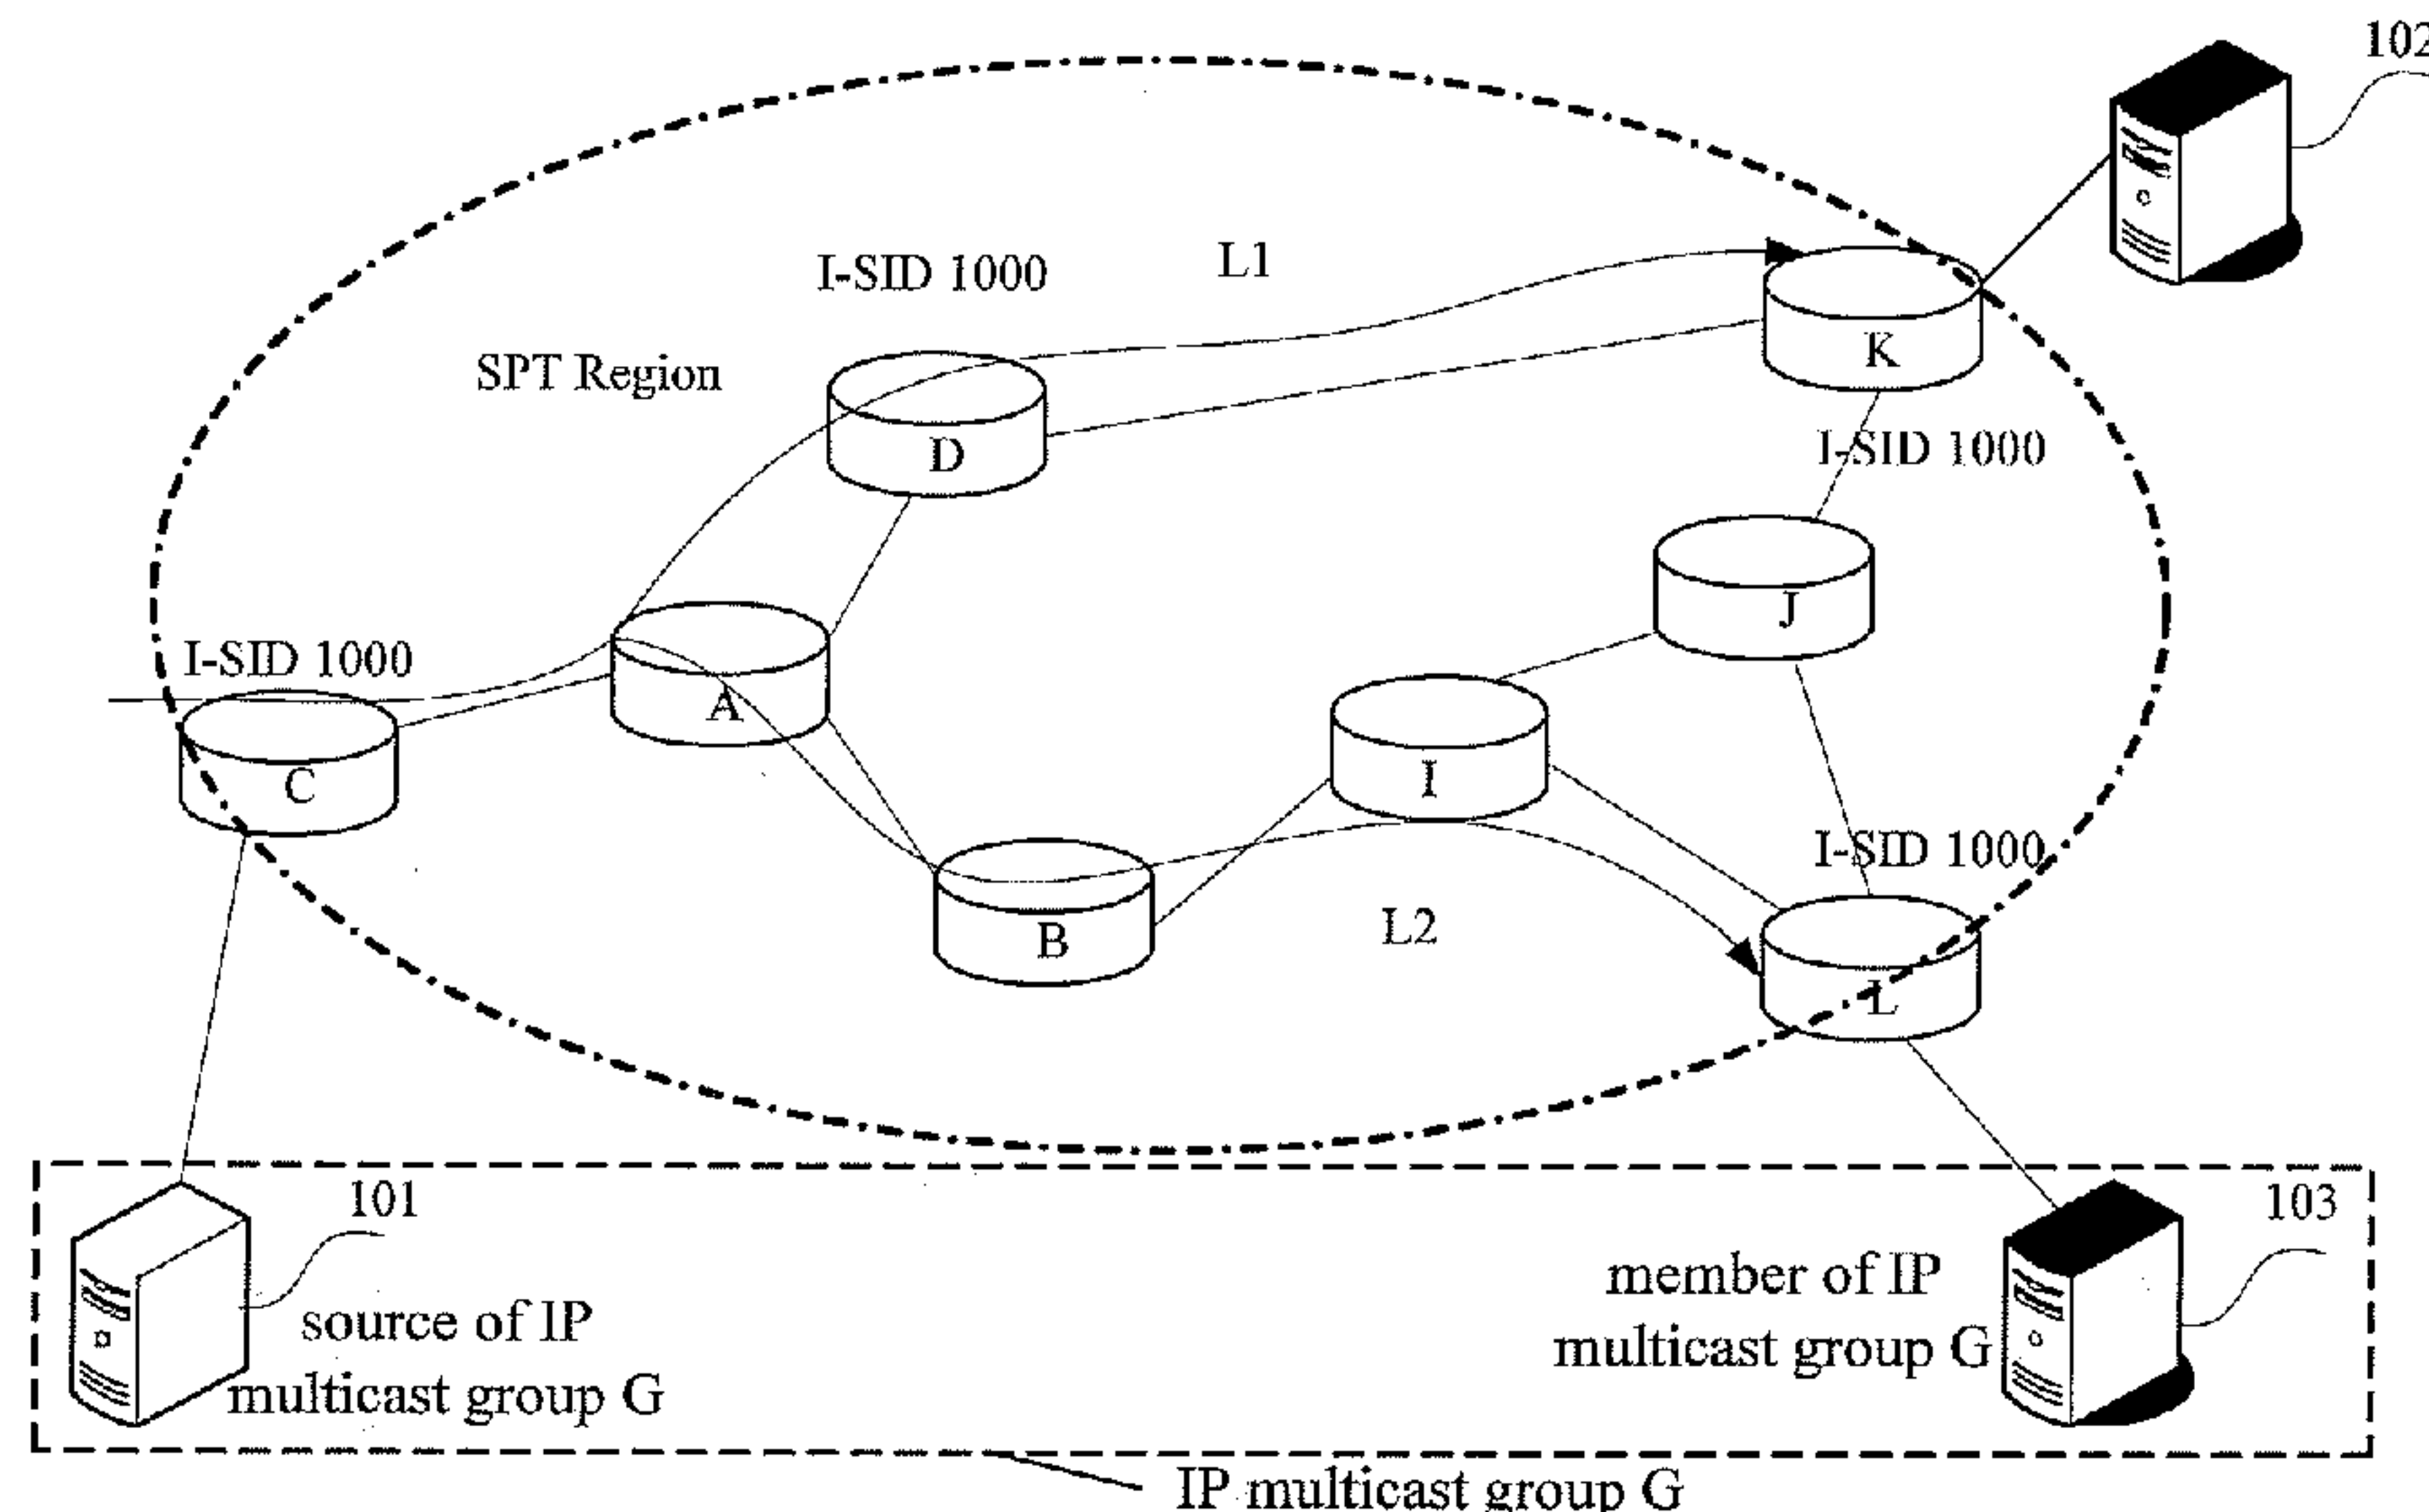 102
I-SID 1000
L1
SPT Region
K
D
I-SID 1000
J
I-SID 1000
A
I
C
I-SID 1000
B
L2
L
101
103
member of IP
multicast group G
source of IP
multicast group G
IP multicast group G